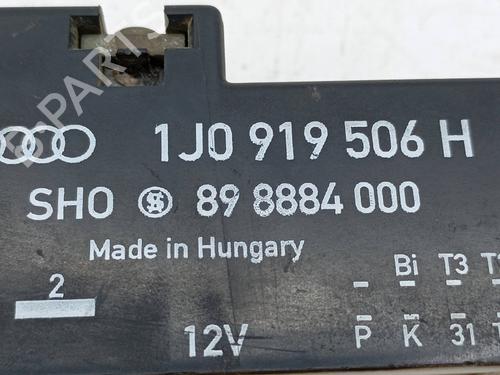 1J0 919 506 H
SHO 89 8884 000
Made in Hungary
2
Bi T3
12V
P K 31